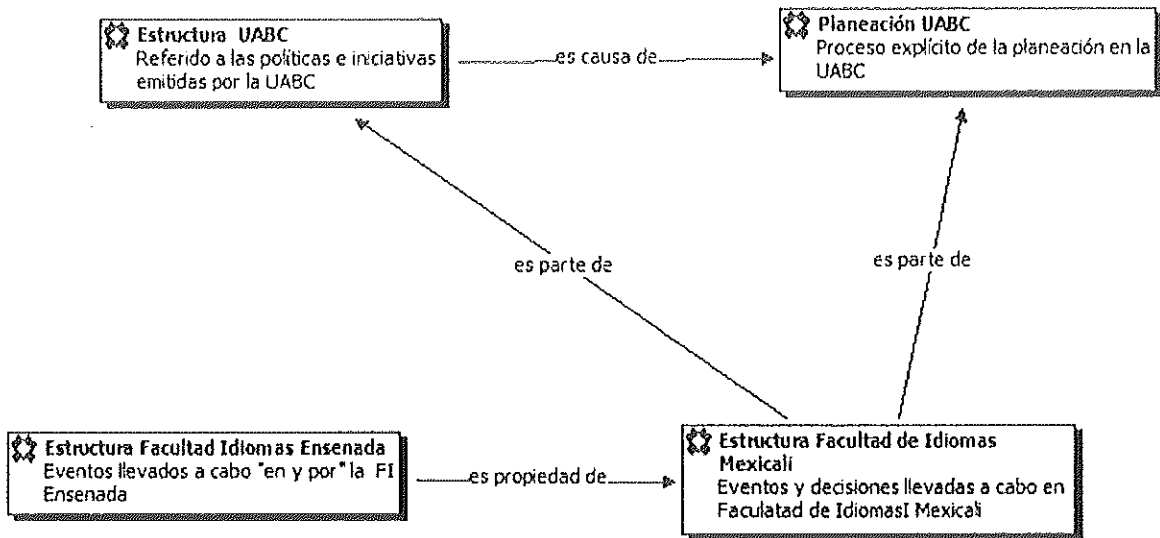 Estructura UABC
Referido a las políticas e iniciativas
emitidas por la UABC
es causa de
Planeación UABC
Proceso explícito de la planeación en la
UABC
es parte de
es parte de
Estructura Facultad Idiomas Ensenada
Eventos llevados a cabo "en y por" la FI
Ensenada
es propiedad de
Estructura Facultad de Idiomas
Mexicali
Eventos y decisiones llevadas a cabo en
Faculatad de IdiomasI Mexicali